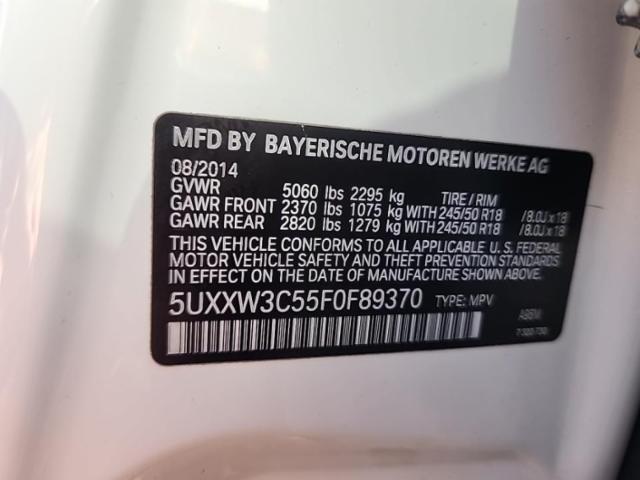 MFD BY BAYERISCHE MOTOREN WERKE AG
08/2014
GVWR 5060 lbs 2295 kg TIRE / RIM
GAWR FRONT 2370 lbs 1075 kg WITH 245/50 R18 / 8.0J x 18
GAWR REAR 2820 lbs 1279 kg WITH 245/50 R18 / 8.0J x 18
THIS VEHICLE CONFORMS TO ALL APPLICABLE U.S. FEDERAL
MOTOR VEHICLE SAFETY AND THEFT PREVENTION STANDARDS
IN EFFECT ON THE DATE OF MANUFACTURE SHOWN ABOVE.
5UXXW3C55F0F89370 TYPE: MPV